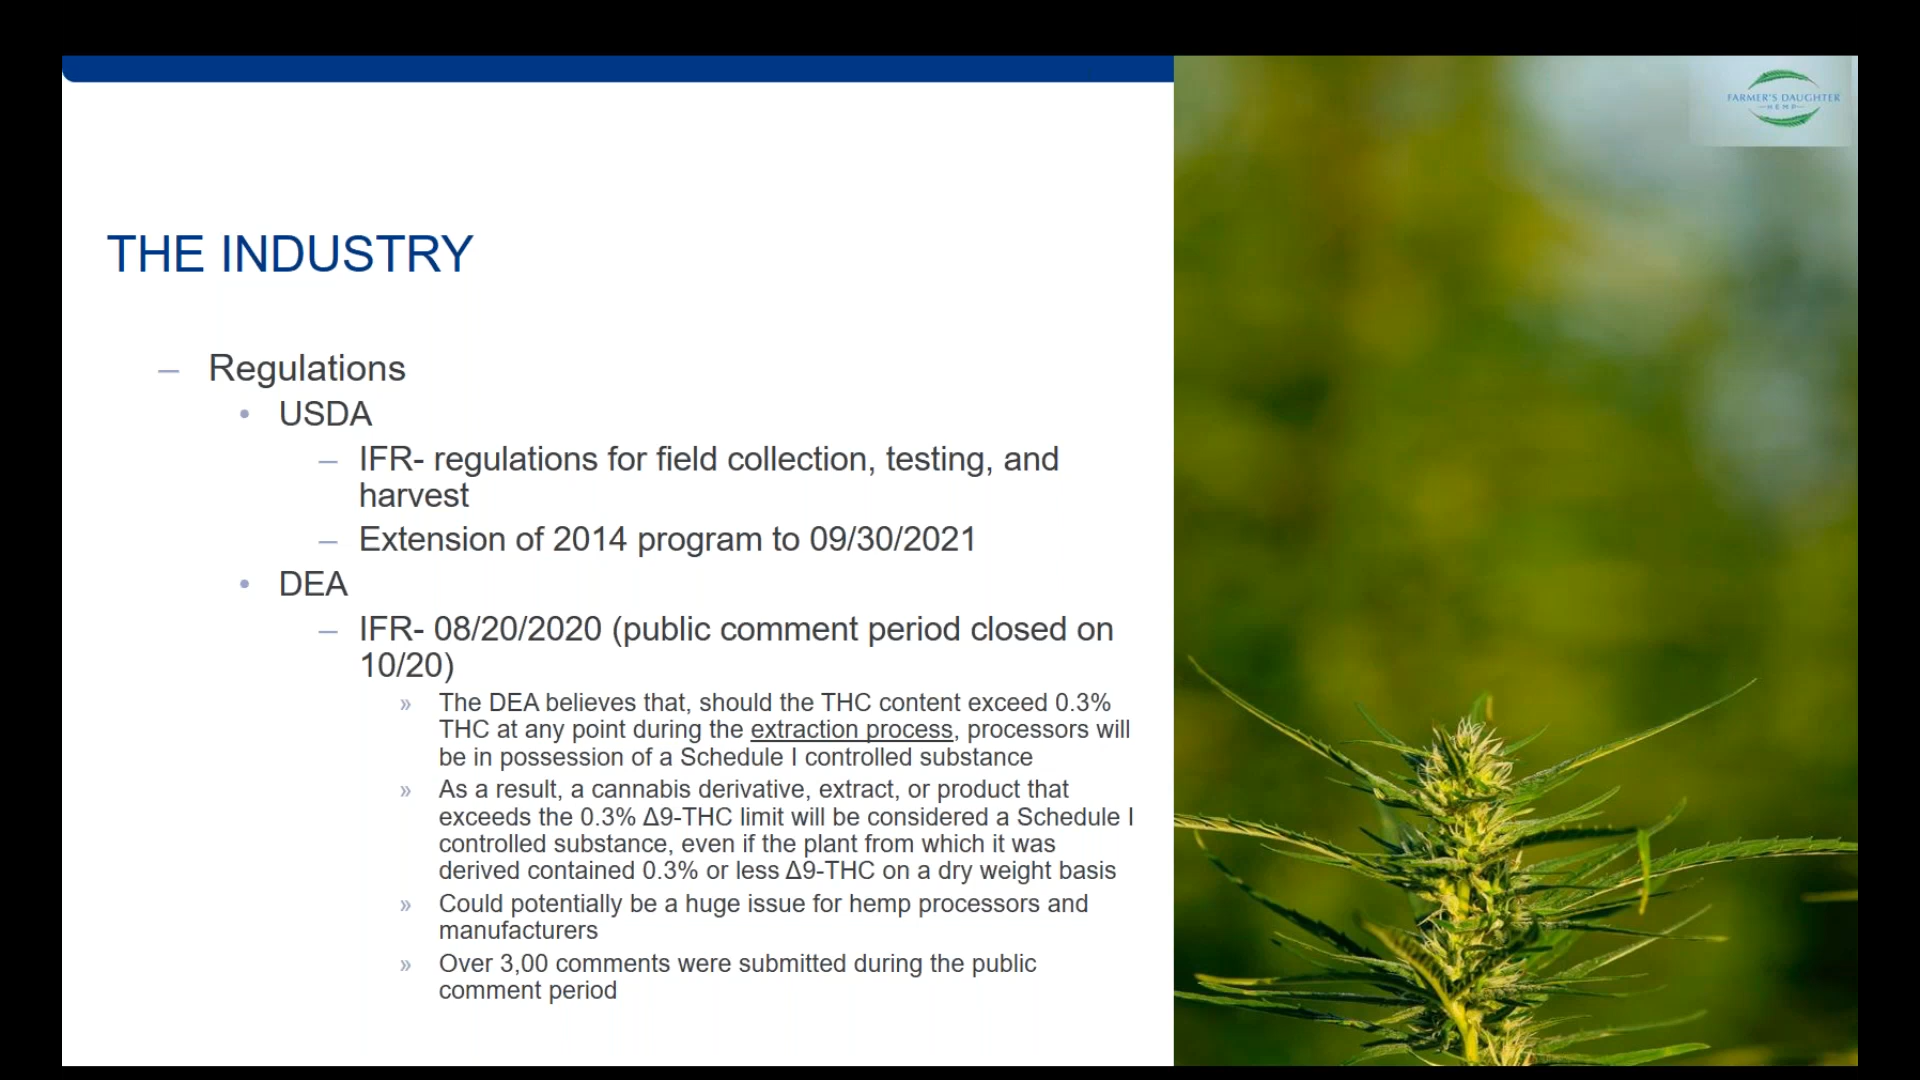 FARMER'S DAUGHTER
HEMP
THE INDUSTRY
– Regulations
• USDA
– IFR- regulations for field collection, testing, and
harvest
– Extension of 2014 program to 09/30/2021
• DEA
– IFR- 08/20/2020 (public comment period closed on
10/20)
» The DEA believes that, should the THC content exceed 0.3%
THC at any point during the extraction process, processors will
be in possession of a Schedule I controlled substance
» As a result, a cannabis derivative, extract, or product that
exceeds the 0.3% Δ9-THC limit will be considered a Schedule I
controlled substance, even if the plant from which it was
derived contained 0.3% or less Δ9-THC on a dry weight basis
» Could potentially be a huge issue for hemp processors and
manufacturers
» Over 3,00 comments were submitted during the public
comment period